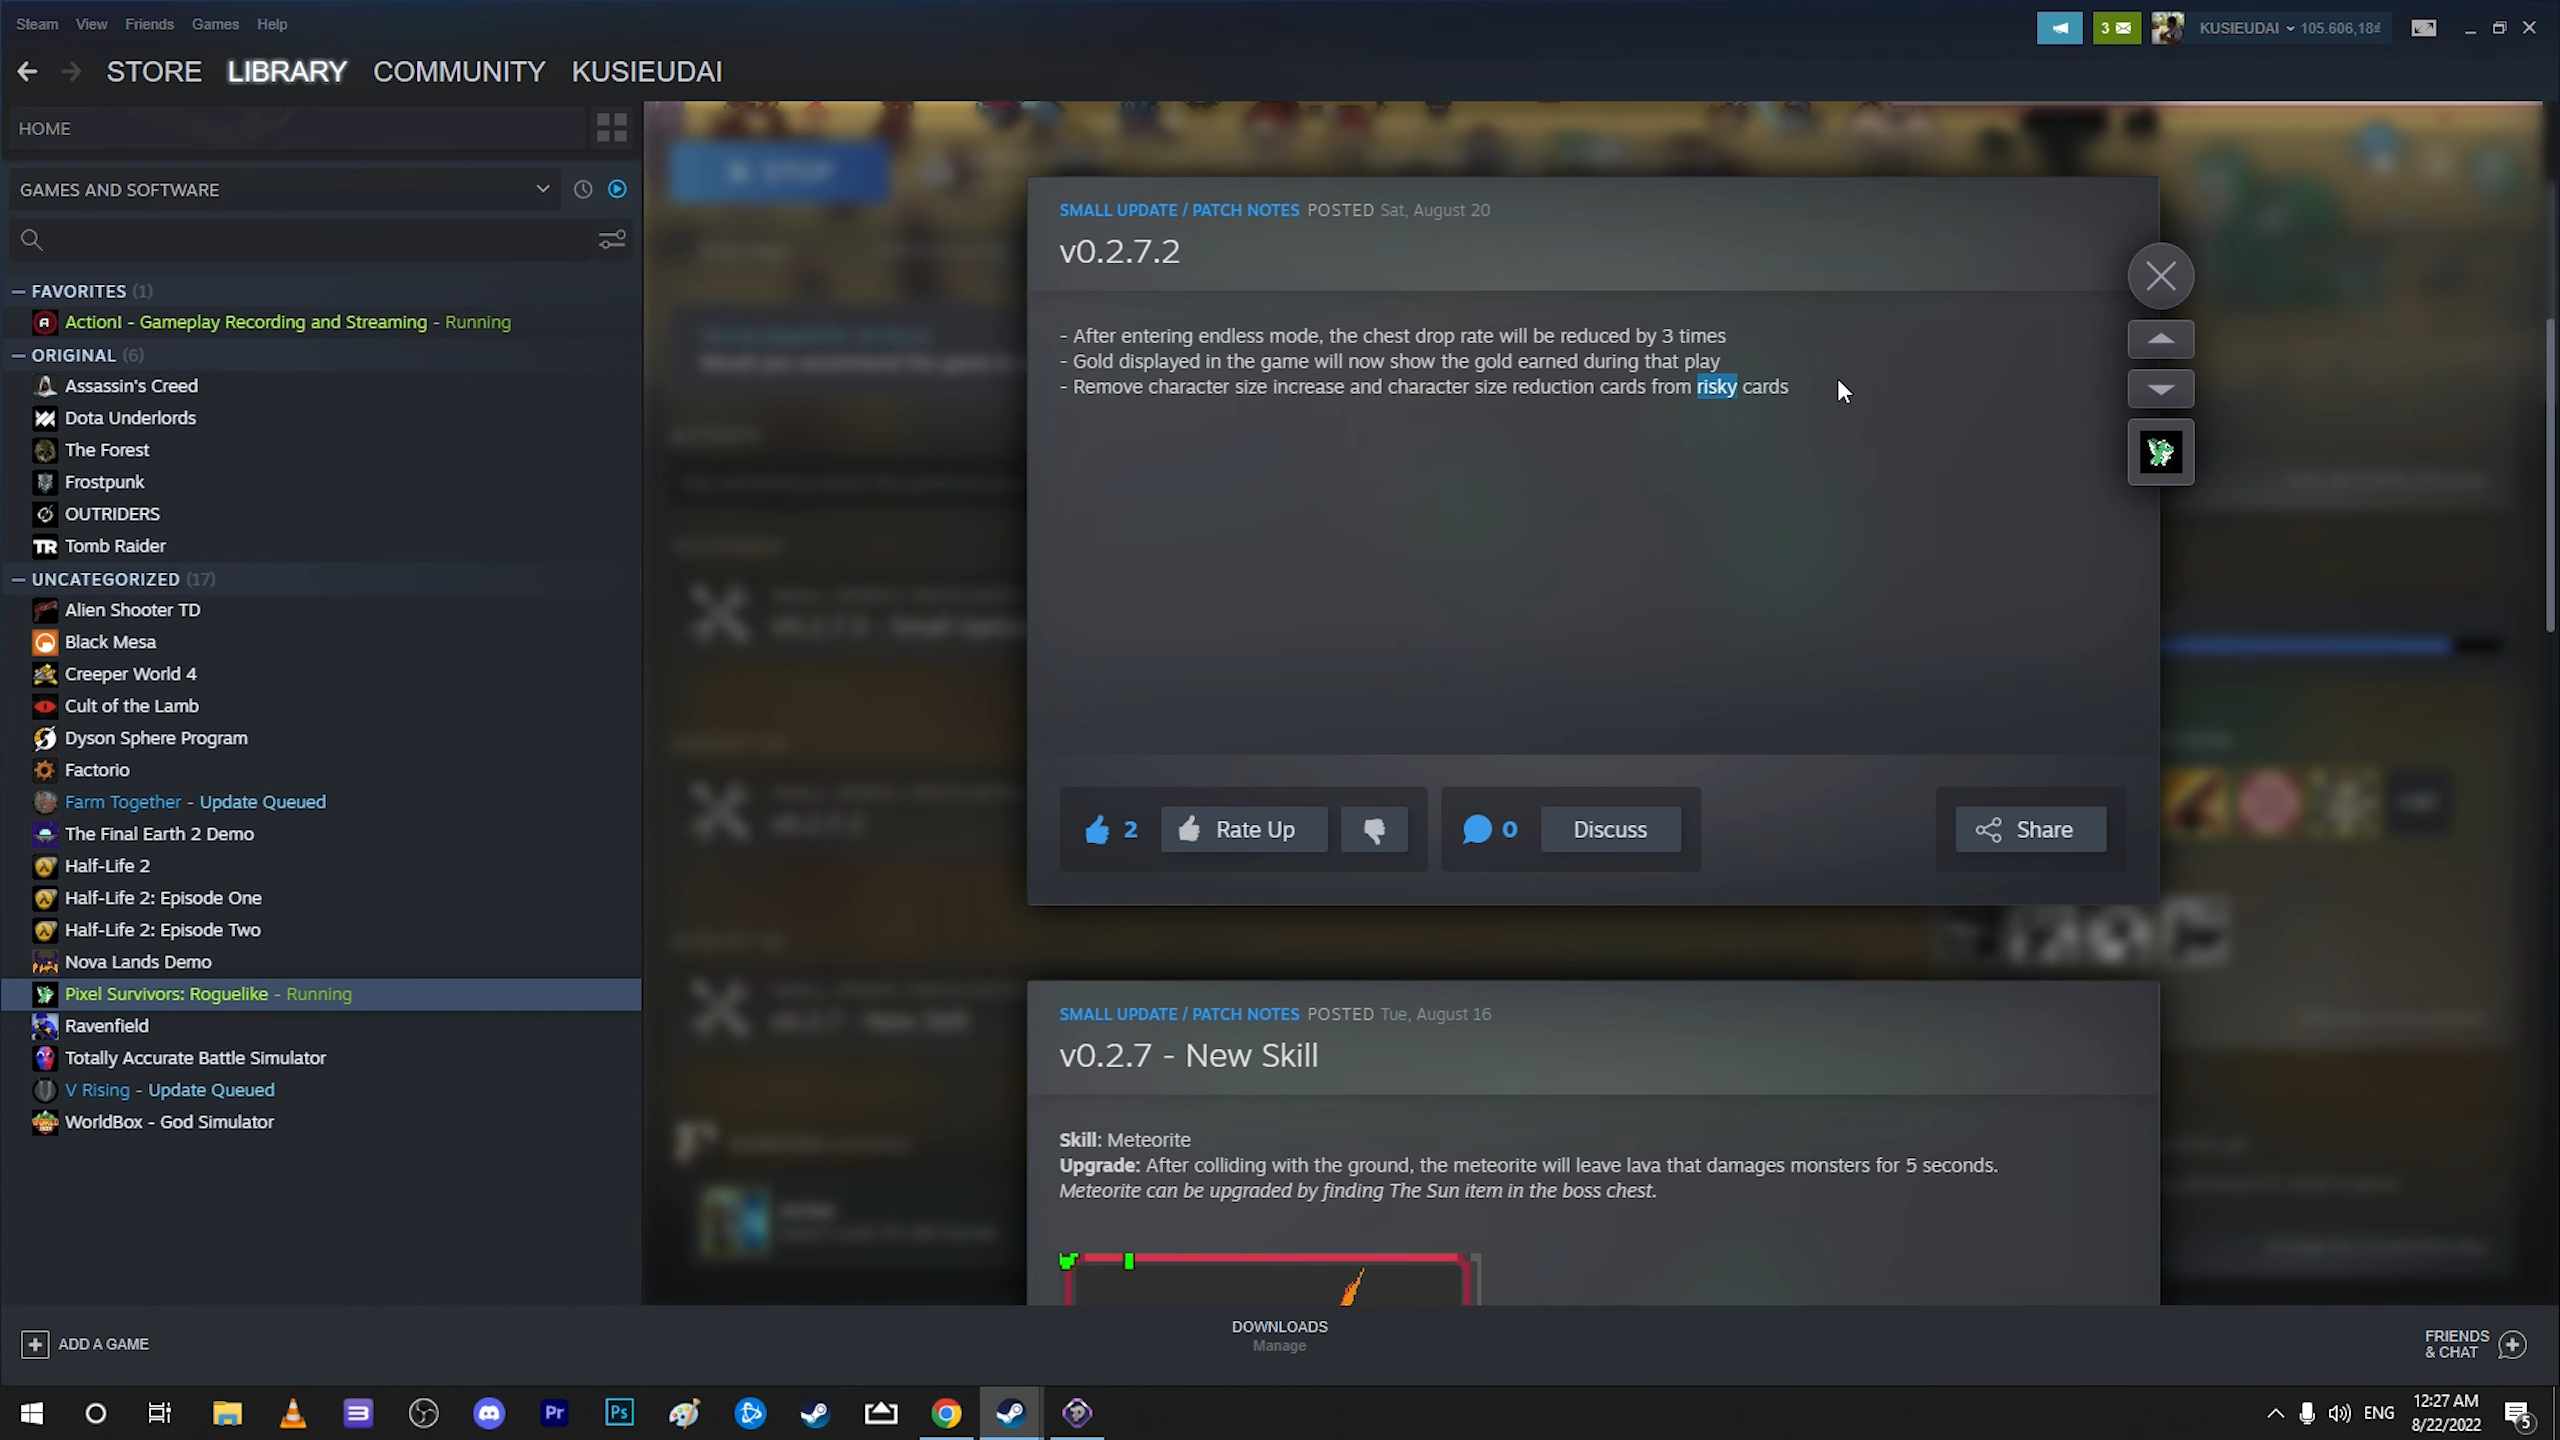 Steam View Friends Games Help
3
KUSIEUDAI 105.606,18₫
STORE LIBRARY COMMUNITY KUSIEUDAI
HOME
GAMES AND SOFTWARE
FAVORITES (1)
Action! - Gameplay Recording and Streaming - Running
ORIGINAL (6)
Assassin's Creed
Dota Underlords
The Forest
Frostpunk
OUTRIDERS
TR Tomb Raider
UNCATEGORIZED (17)
Alien Shooter TD
Black Mesa
Creeper World 4
Cult of the Lamb
Dyson Sphere Program
Factorio
Farm Together - Update Queued
The Final Earth 2 Demo
Half-Life 2
Half-Life 2: Episode One
Half-Life 2: Episode Two
Nova Lands Demo
Pixel Survivors: Roguelike - Running
Ravenfield
Totally Accurate Battle Simulator
V Rising - Update Queued
WorldBox - God Simulator
STOP
SMALL UPDATE / PATCH NOTES POSTED Sat, August 20
v0.2.7.2
- After entering endless mode, the chest drop rate will be reduced by 3 times
- Gold displayed in the game will now show the gold earned during that play
- Remove character size increase and character size reduction cards from risky cards
2 Rate Up 0 Discuss Share
SMALL UPDATE / PATCH NOTES POSTED Tue, August 16
v0.2.7 - New Skill
Skill: Meteorite
Upgrade: After colliding with the ground, the meteorite will leave lava that damages monsters for 5 seconds.
Meteorite can be upgraded by finding The Sun item in the boss chest.
ADD A GAME
DOWNLOADS
Manage
FRIENDS
& CHAT
Pr Ps
ENG
12:27 AM
8/22/2022
5